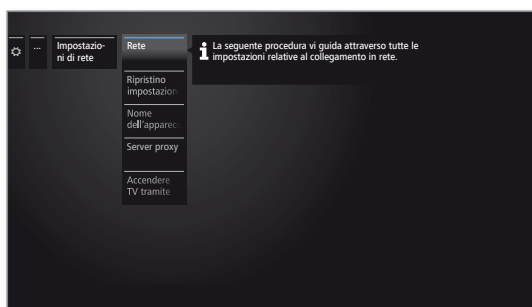 ...
Impostazio-
ni di rete
Rete
La seguente procedura vi guida attraverso tutte le
impostazioni relative al collegamento in rete.
Ripristino
impostazion
Nome
dell'apparecc
Server proxy
Accendere
TV tramite